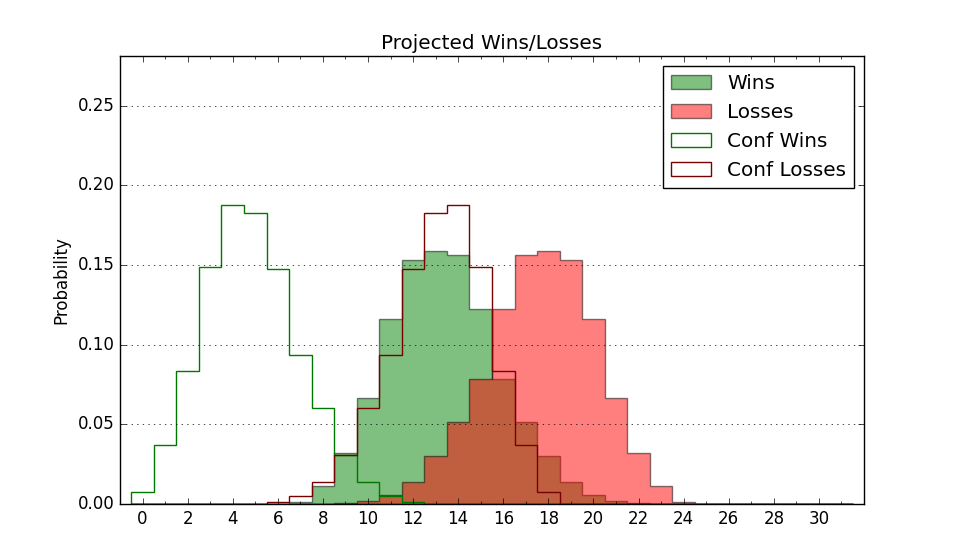 Projected Wins/Losses
Wins
Losses
Conf Wins
Conf Losses
Probability
0.25
0.20
0.15
0.10
0.05
0.00
0 2 4 6 8 10 12 14 16 18 20 22 24 26 28 30